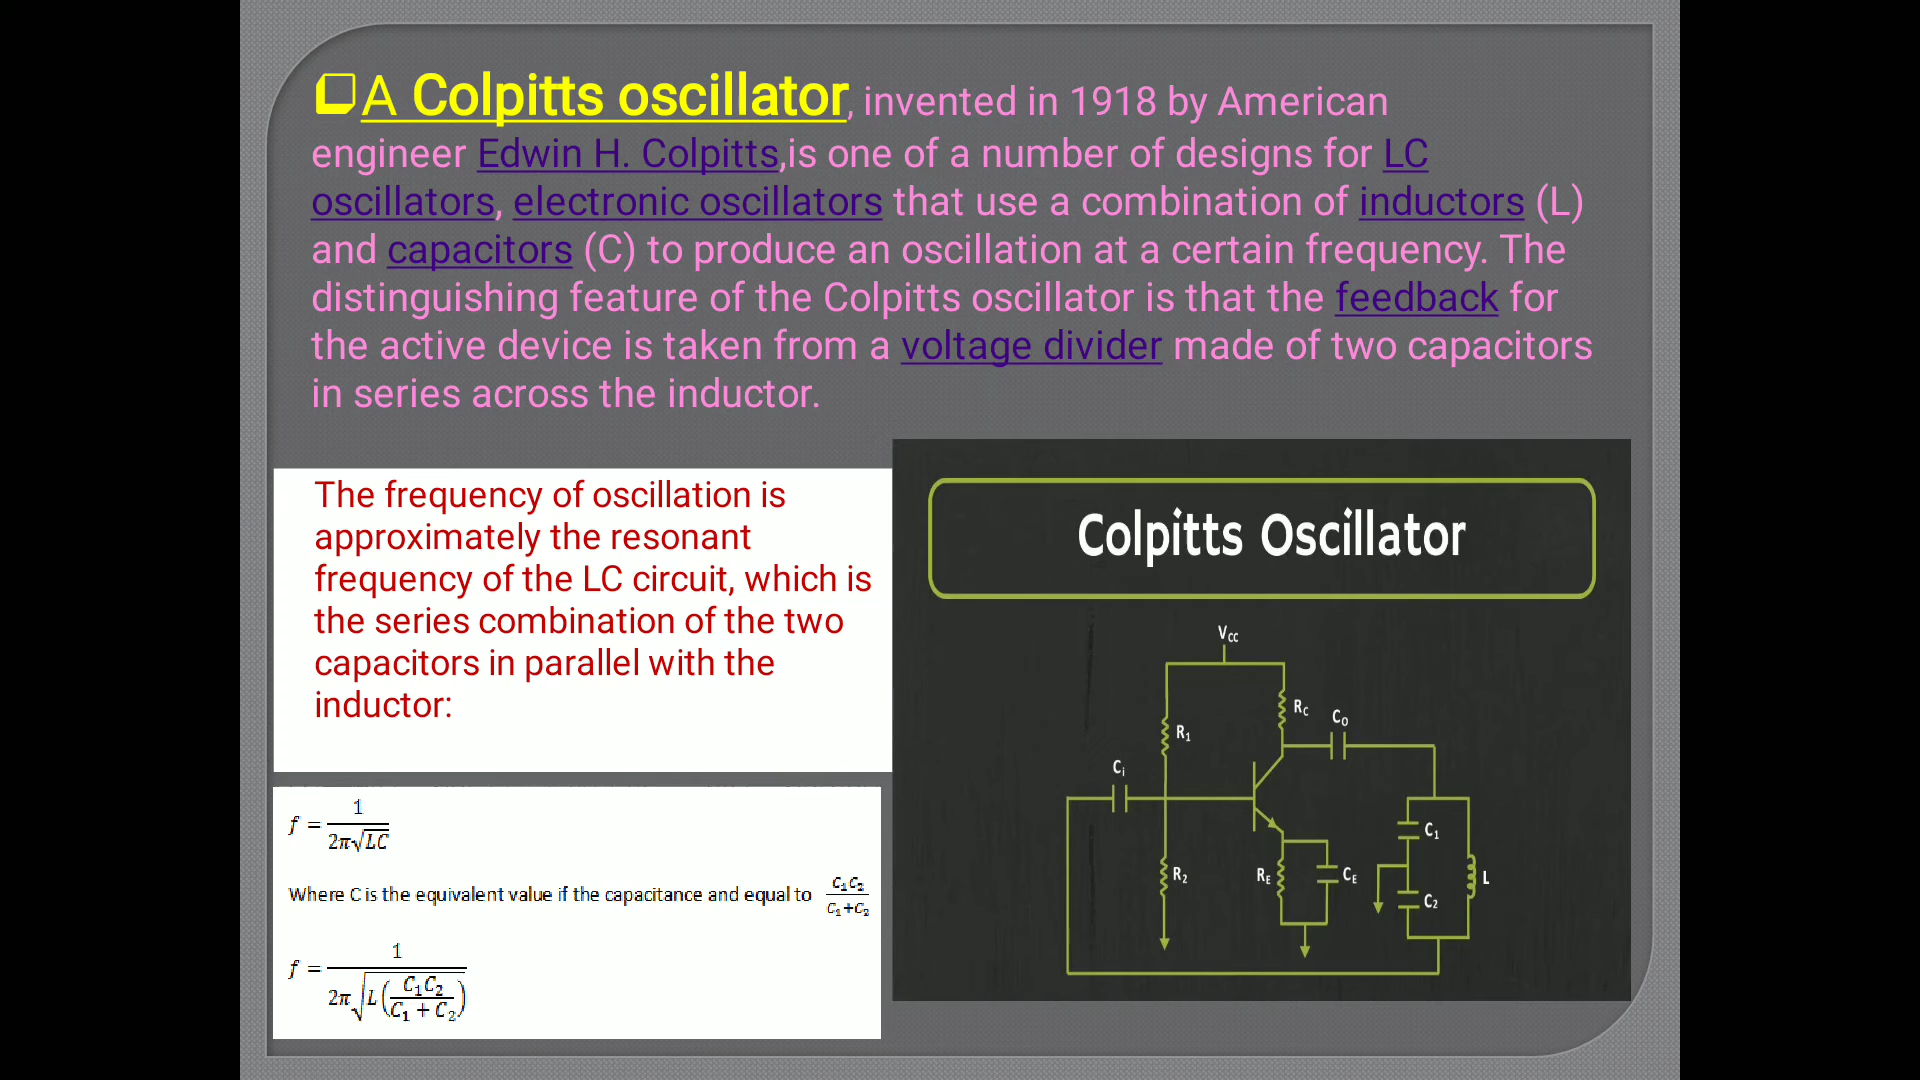 ❑A Colpitts oscillator, invented in 1918 by American
engineer Edwin H. Colpitts,is one of a number of designs for LC
oscillators, electronic oscillators that use a combination of inductors (L)
and capacitors (C) to produce an oscillation at a certain frequency. The
distinguishing feature of the Colpitts oscillator is that the feedback for
the active device is taken from a voltage divider made of two capacitors
in series across the inductor.
The frequency of oscillation is
approximately the resonant
frequency of the LC circuit, which is
the series combination of the two
capacitors in parallel with the
inductor:
f = 1 / 2π√LC
Where C is the equivalent value if the capacitance and equal to C₁C₂ / C₁+C₂
f = 1 / 2π√L(C₁C₂ / C₁ + C₂)
Colpitts Oscillator
Vcc
Rc
Co
R₁
Ci
C₁
R₂
RE
CE
L
C₂